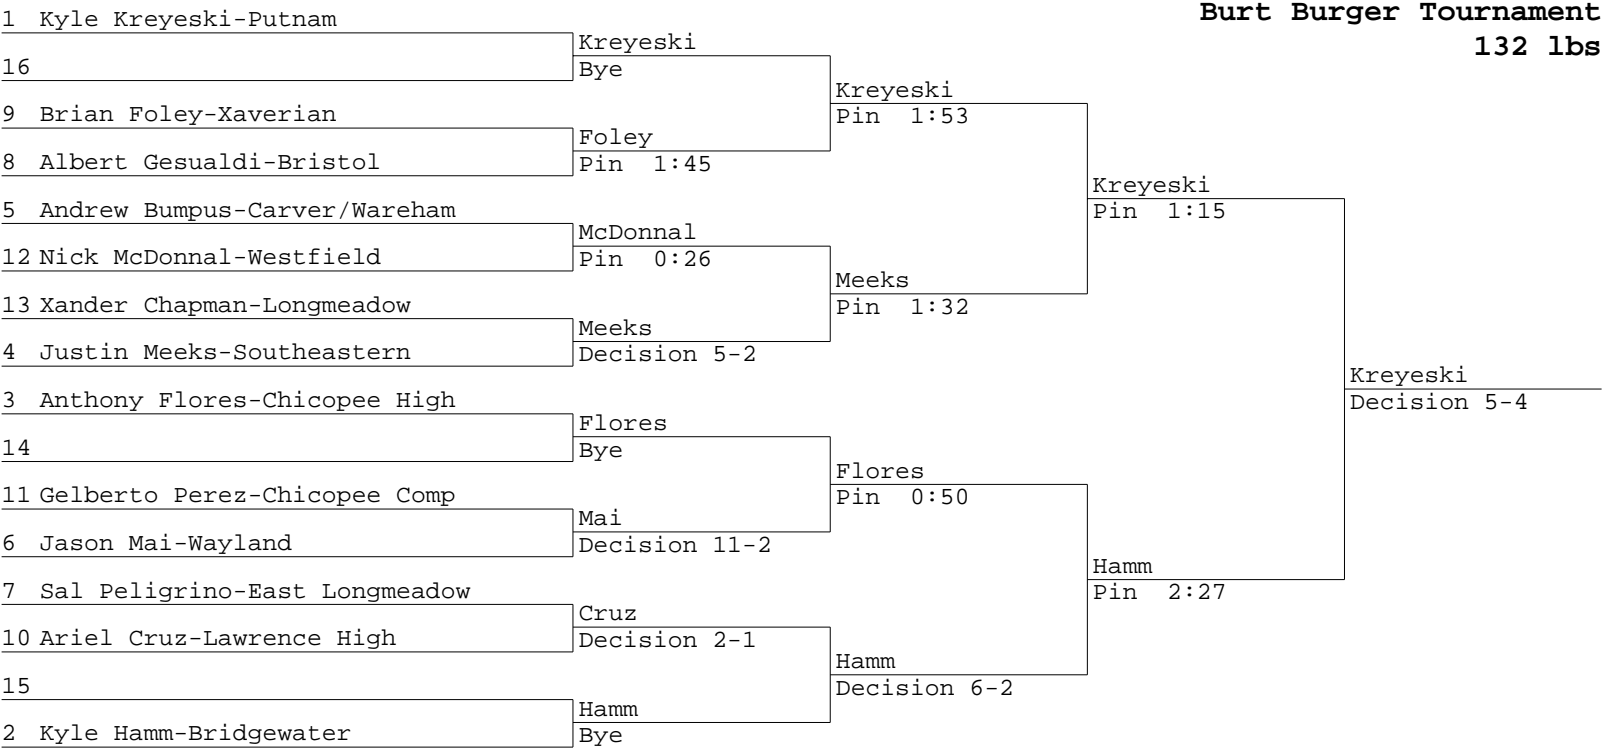 Burt Burger Tournament
132 lbs
1 Kyle Kreyeski-Putnam
16
9 Brian Foley-Xaverian
8 Albert Gesualdi-Bristol
5 Andrew Bumpus-Carver/Wareham
12 Nick McDonnal-Westfield
13 Xander Chapman-Longmeadow
4 Justin Meeks-Southeastern
3 Anthony Flores-Chicopee High
14
11 Gelberto Perez-Chicopee Comp
6 Jason Mai-Wayland
7 Sal Peligrino-East Longmeadow
10 Ariel Cruz-Lawrence High
15
2 Kyle Hamm-Bridgewater
Kreyeski
Bye
Foley
Pin 1:45
McDonnal
Pin 0:26
Meeks
Decision 5-2
Flores
Bye
Mai
Decision 11-2
Cruz
Decision 2-1
Hamm
Bye
Kreyeski
Pin 1:53
Meeks
Pin 1:32
Flores
Pin 0:50
Hamm
Decision 6-2
Kreyeski
Pin 1:15
Hamm
Pin 2:27
Kreyeski
Decision 5-4